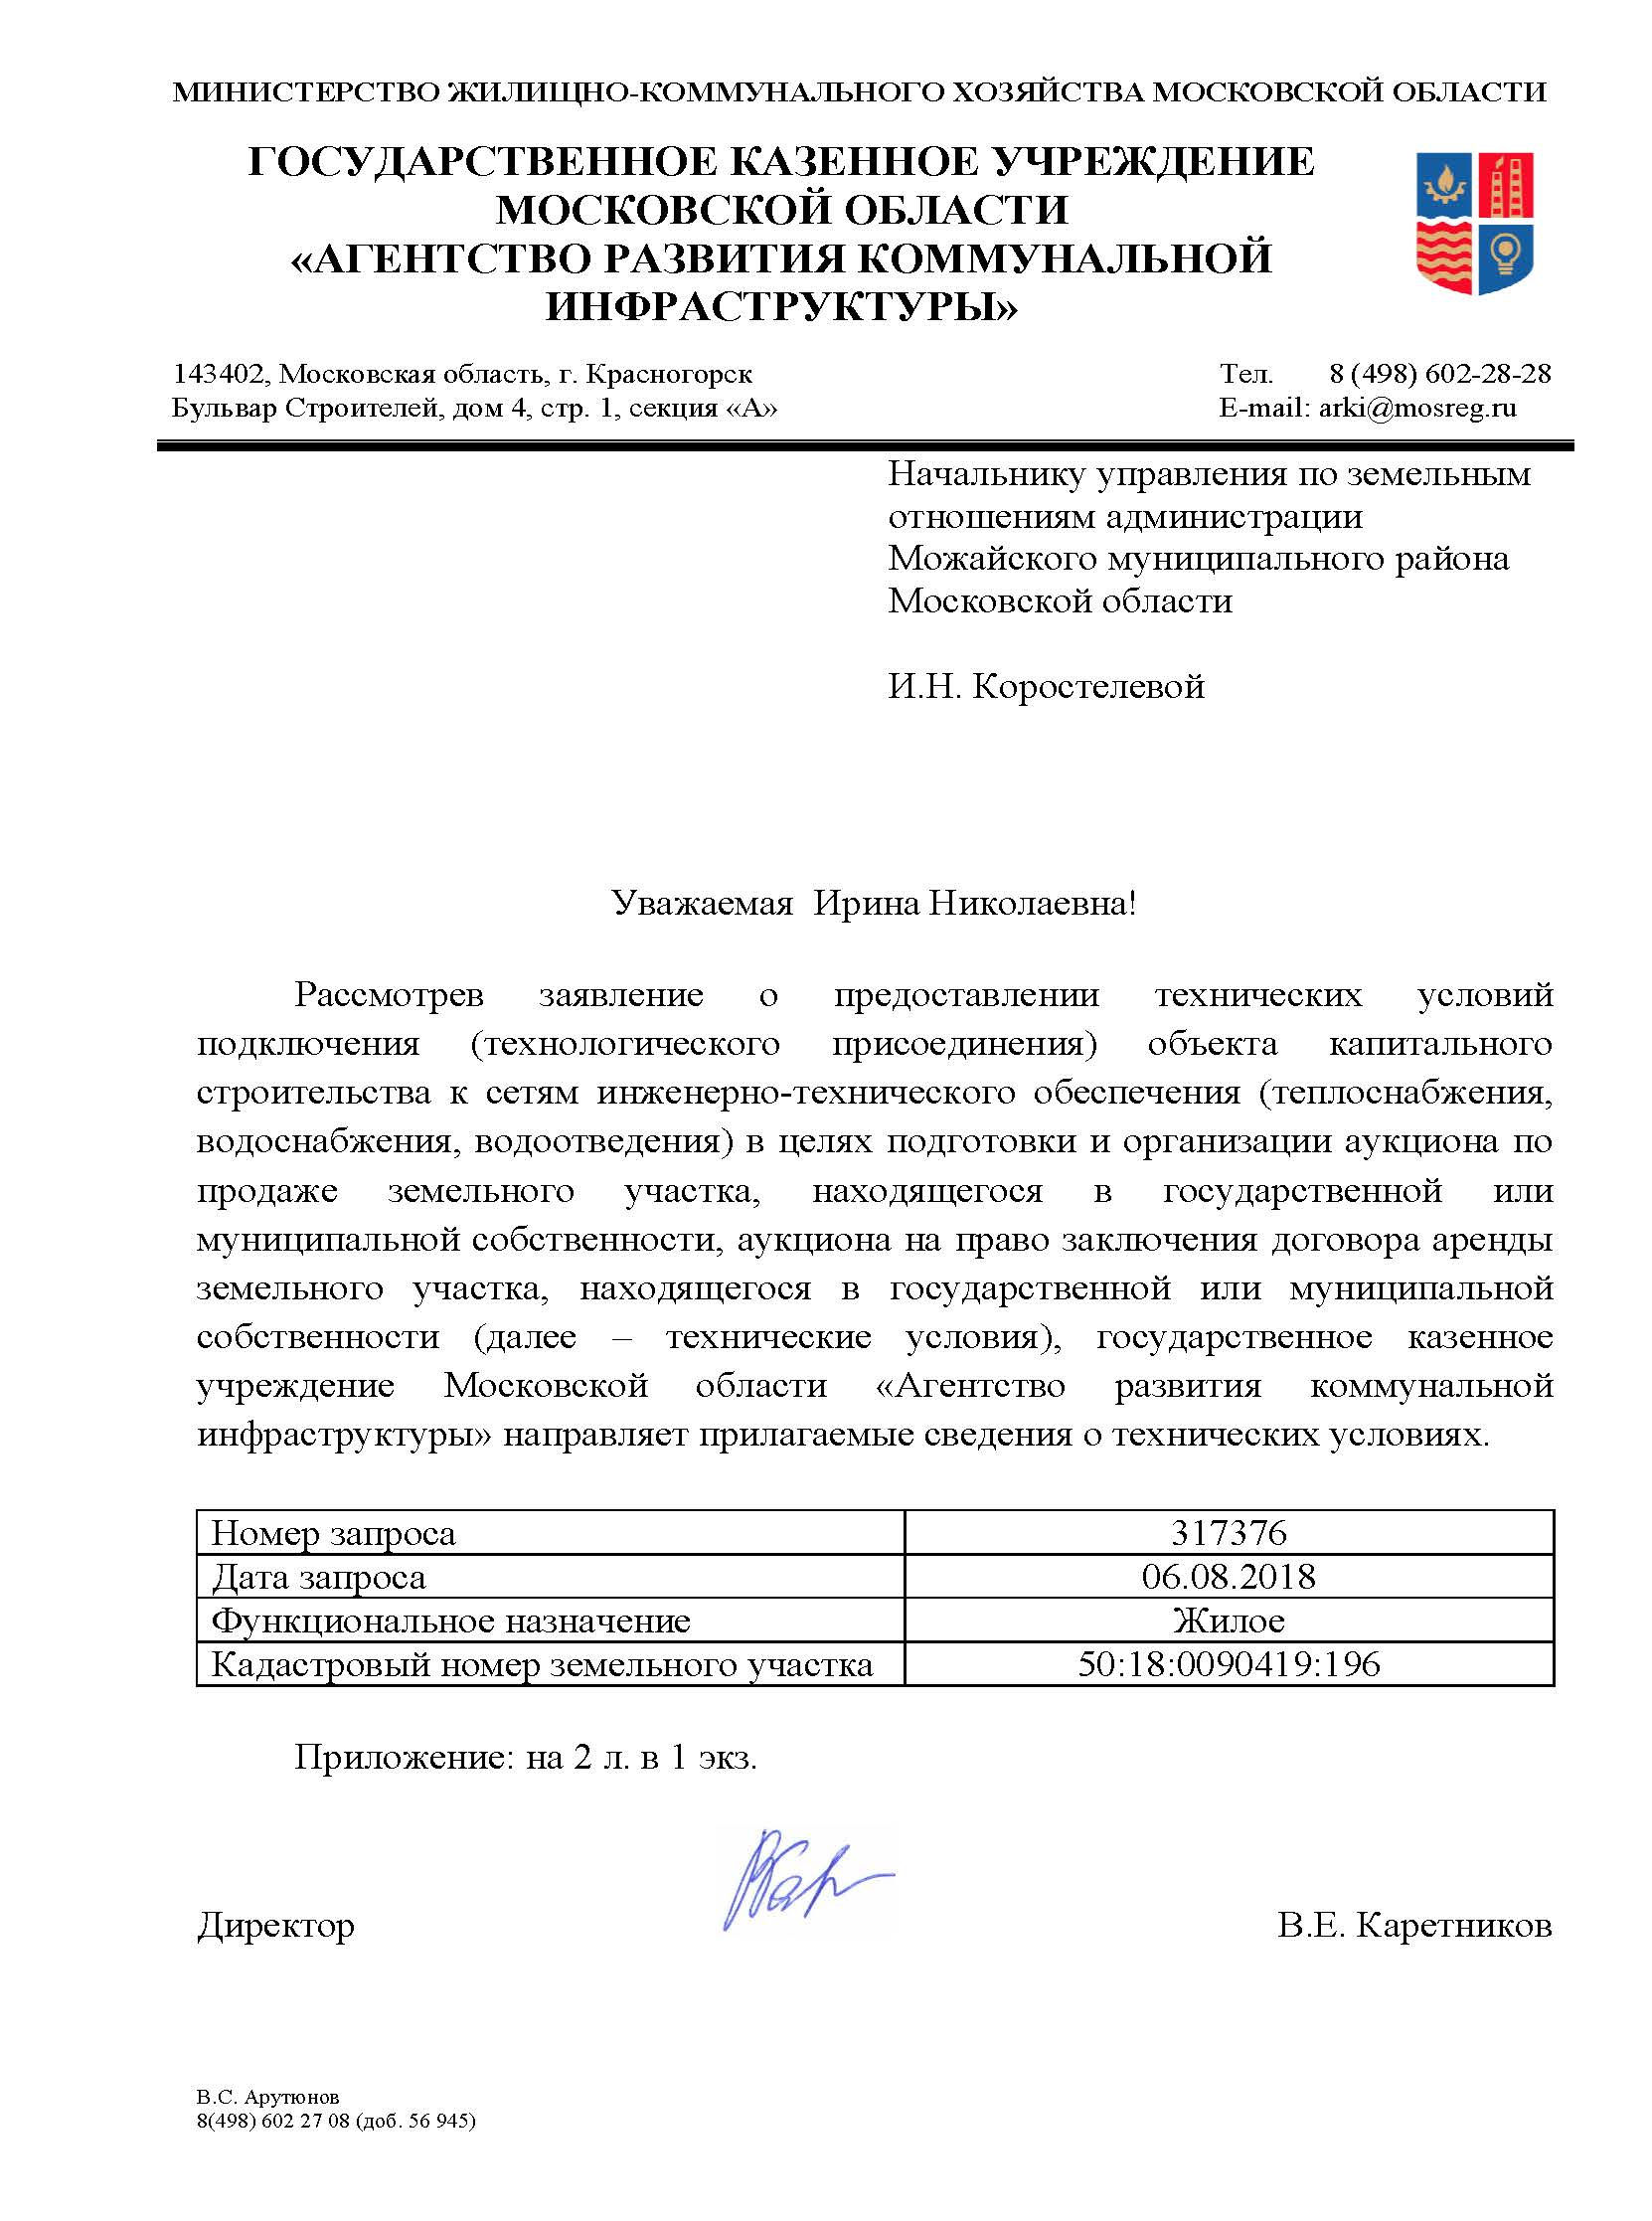 МИНИСТЕРСТВО ЖИЛИЩНО-КОММУНАЛЬНОГО ХОЗЯЙСТВА МОСКОВСКОЙ ОБЛАСТИ
ГОСУДАРСТВЕННОЕ КАЗЕННОЕ УЧРЕЖДЕНИЕ
МОСКОВСКОЙ ОБЛАСТИ
«АГЕНТСТВО РАЗВИТИЯ КОММУНАЛЬНОЙ
ИНФРАСТРУКТУРЫ»
143402, Московская область, г. Красногорск
Бульвар Строителей, дом 4, стр. 1, секция «А»
Тел. 8 (498) 602-28-28
E-mail: arki@mosreg.ru
Начальнику управления по земельным
отношениям администрации
Можайского муниципального района
Московской области
И.Н. Коростелевой
Уважаемая Ирина Николаевна!
Рассмотрев заявление о предоставлении технических условий
подключения (технологического присоединения) объекта капитального
строительства к сетям инженерно-технического обеспечения (теплоснабжения,
водоснабжения, водоотведения) в целях подготовки и организации аукциона по
продаже земельного участка, находящегося в государственной или
муниципальной собственности, аукциона на право заключения договора аренды
земельного участка, находящегося в государственной или муниципальной
собственности (далее – технические условия), государственное казенное
учреждение Московской области «Агентство развития коммунальной
инфраструктуры» направляет прилагаемые сведения о технических условиях.
Номер запроса 317376
Дата запроса 06.08.2018
Функциональное назначение Жилое
Кадастровый номер земельного участка 50:18:0090419:196
Приложение: на 2 л. в 1 экз.
Директор В.Е. Каретников
В.С. Арутюнов
8(498) 602 27 08 (доб. 56 945)